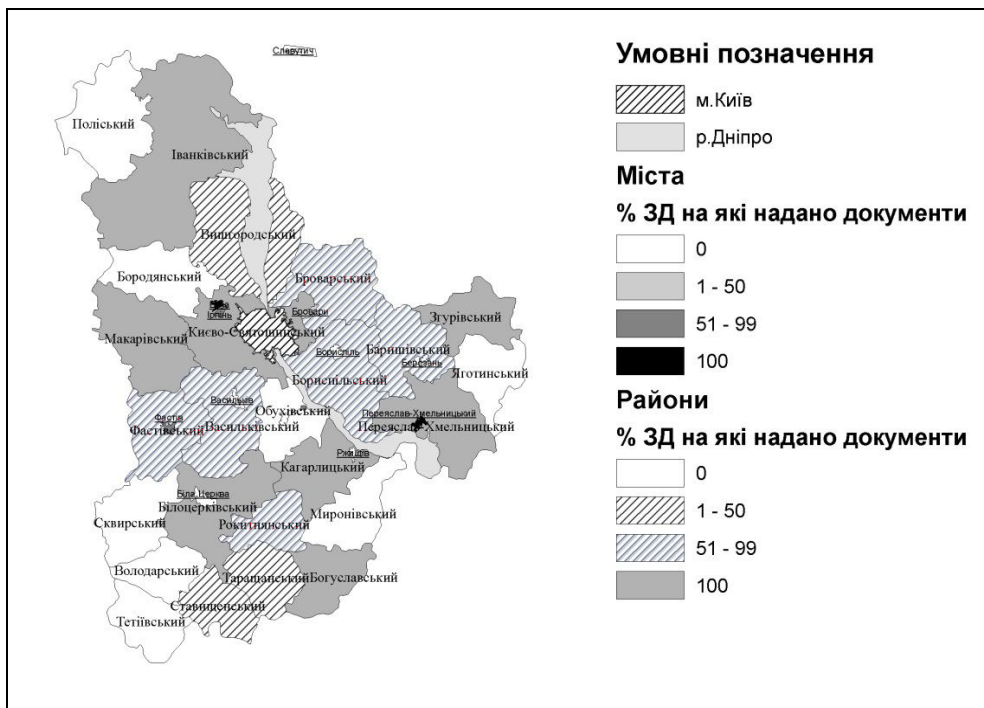 Славутич
Поліський
Іванківський
Вишгородський
Бородянський
Броварський
Ірпінь
Бровари
Макарівський
Києво-Святошинський
Згурівський
Бориспіль
Баришівський
Березань
Яготинський
Бориспільський
Васильків
Обухівський
Фастів
Фастівський
Васильківський
Переяслав-Хмельницький
Переяслав-Хмельницький
Ржищів
Кагарлицький
Біла Церква
Білоцерківський
Сквирський
Рокитнянський
Миронівський
Володарський
Таращанський
Богуславський
Ставищенський
Тетіївський
Умовні позначення
м.Київ
р.Дніпро
Міста
% ЗД на які надано документи
0
1 - 50
51 - 99
100
Райони
% ЗД на які надано документи
0
1 - 50
51 - 99
100